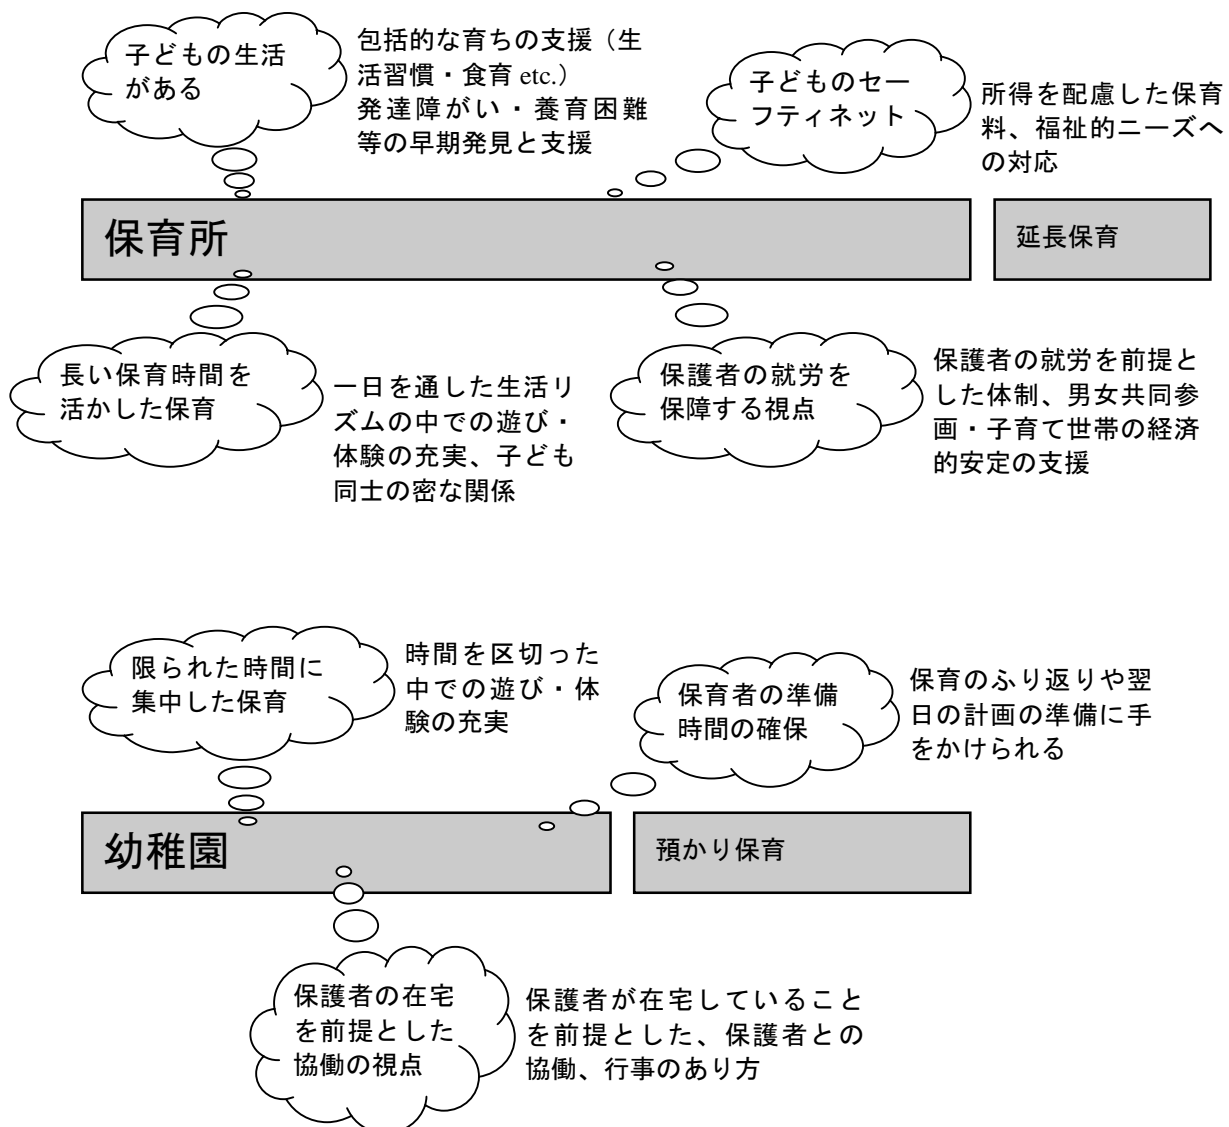 子どもの生活
がある
包括的な育ちの支援（生
活習慣・食育 etc.）
発達障がい・養育困難
等の早期発見と支援
子どものセー
フティネット
所得を配慮した保育
料、福祉的ニーズへ
の対応
保育所
延長保育
長い保育時間を
活かした保育
一日を通した生活リ
ズムの中での遊び・
体験の充実、子ども
同士の密な関係
保護者の就労を
保障する視点
保護者の就労を前提と
した体制、男女共同参
画・子育て世帯の経済
的安定の支援
限られた時間に
集中した保育
時間を区切った
中での遊び・体
験の充実
保育者の準備
時間の確保
保育のふり返りや翌
日の計画の準備に手
をかけられる
幼稚園
預かり保育
保護者の在宅
を前提とした
協働の視点
保護者が在宅していること
を前提とした、保護者との
協働、行事のあり方